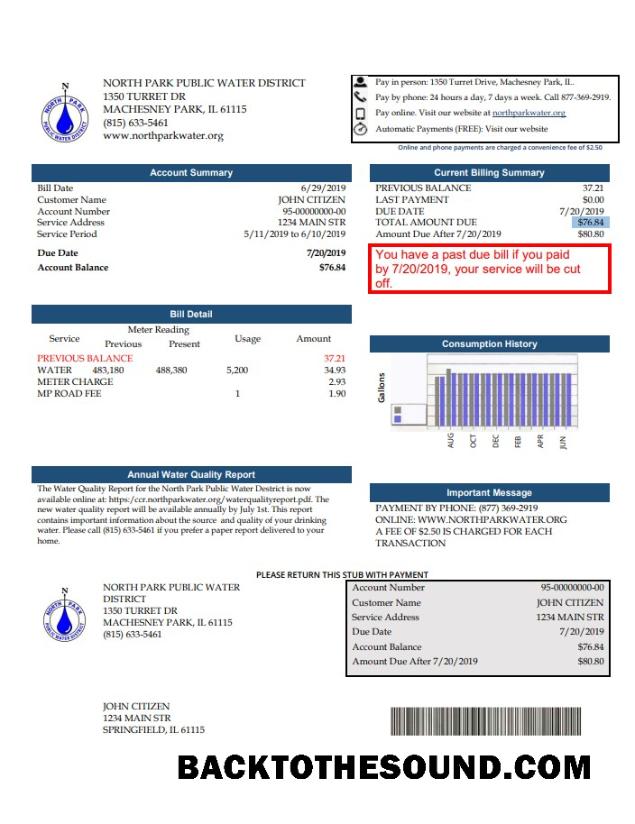 NORTH PARK PUBLIC WATER DISTRICT
1350 TURRET DR
MACHESNEY PARK, IL 61115
(815) 633-5461
www.northparkwater.org
N
NORTH PARK
PUBLIC WATER DISTRICT
Pay in person: 1350 Turret Drive, Machesney Park, IL.
Pay by phone: 24 hours a day, 7 days a week. Call 877-369-2919.
Pay online. Visit our website at northparkwater.org
Automatic Payments (FREE): Visit our website
Online and phone payments are charged a convenience fee of $2.50
Account Summary
Bill Date 6/29/2019
Customer Name JOHN CITIZEN
Account Number 95-00000000-00
Service Address 1234 MAIN STR
Service Period 5/11/2019 to 6/10/2019
Due Date 7/20/2019
Account Balance $76.84
Current Billing Summary
PREVIOUS BALANCE 37.21
LAST PAYMENT $0.00
DUE DATE 7/20/2019
TOTAL AMOUNT DUE $76.84
Amount Due After 7/20/2019 $80.80
You have a past due bill if you paid
by 7/20/2019, your service will be cut
off.
Bill Detail
Meter Reading
Service Previous Present Usage Amount
PREVIOUS BALANCE 37.21
WATER 483,180 488,380 5,200 34.93
METER CHARGE 2.93
MP ROAD FEE 1 1.90
Consumption History
Gallons
AUG OCT DEC FEB APR JUN
Annual Water Quality Report
The Water Quality Report for the North Park Public Water Denstrict is now
available online at: https:/ccr.northparkwater.org/waterqualityreport.pdf. The
new water quality report will be available annually by July 1st. This report
contains important information about the source and quality of your drinking
water. Please call (815) 633-5461 if you prefer a paper report delivered to your
home.
Important Message
PAYMENT BY PHONE: (877) 369-2919
ONLINE: WWW.NORTHPARKWATER.ORG
A FEE OF $2.50 IS CHARGED FOR EACH
TRANSACTION
PLEASE RETURN THIS STUB WITH PAYMENT
N
NORTH PARK
PUBLIC WATER DISTRICT
NORTH PARK PUBLIC WATER
DISTRICT
1350 TURRET DR
MACHESNEY PARK, IL 61115
(815) 633-5461
Account Number 95-00000000-00
Customer Name JOHN CITIZEN
Service Address 1234 MAIN STR
Due Date 7/20/2019
Account Balance $76.84
Amount Due After 7/20/2019 $80.80
JOHN CITIZEN
1234 MAIN STR
SPRINGFIELD, IL 61115
BACKTOTHESOUND.COM